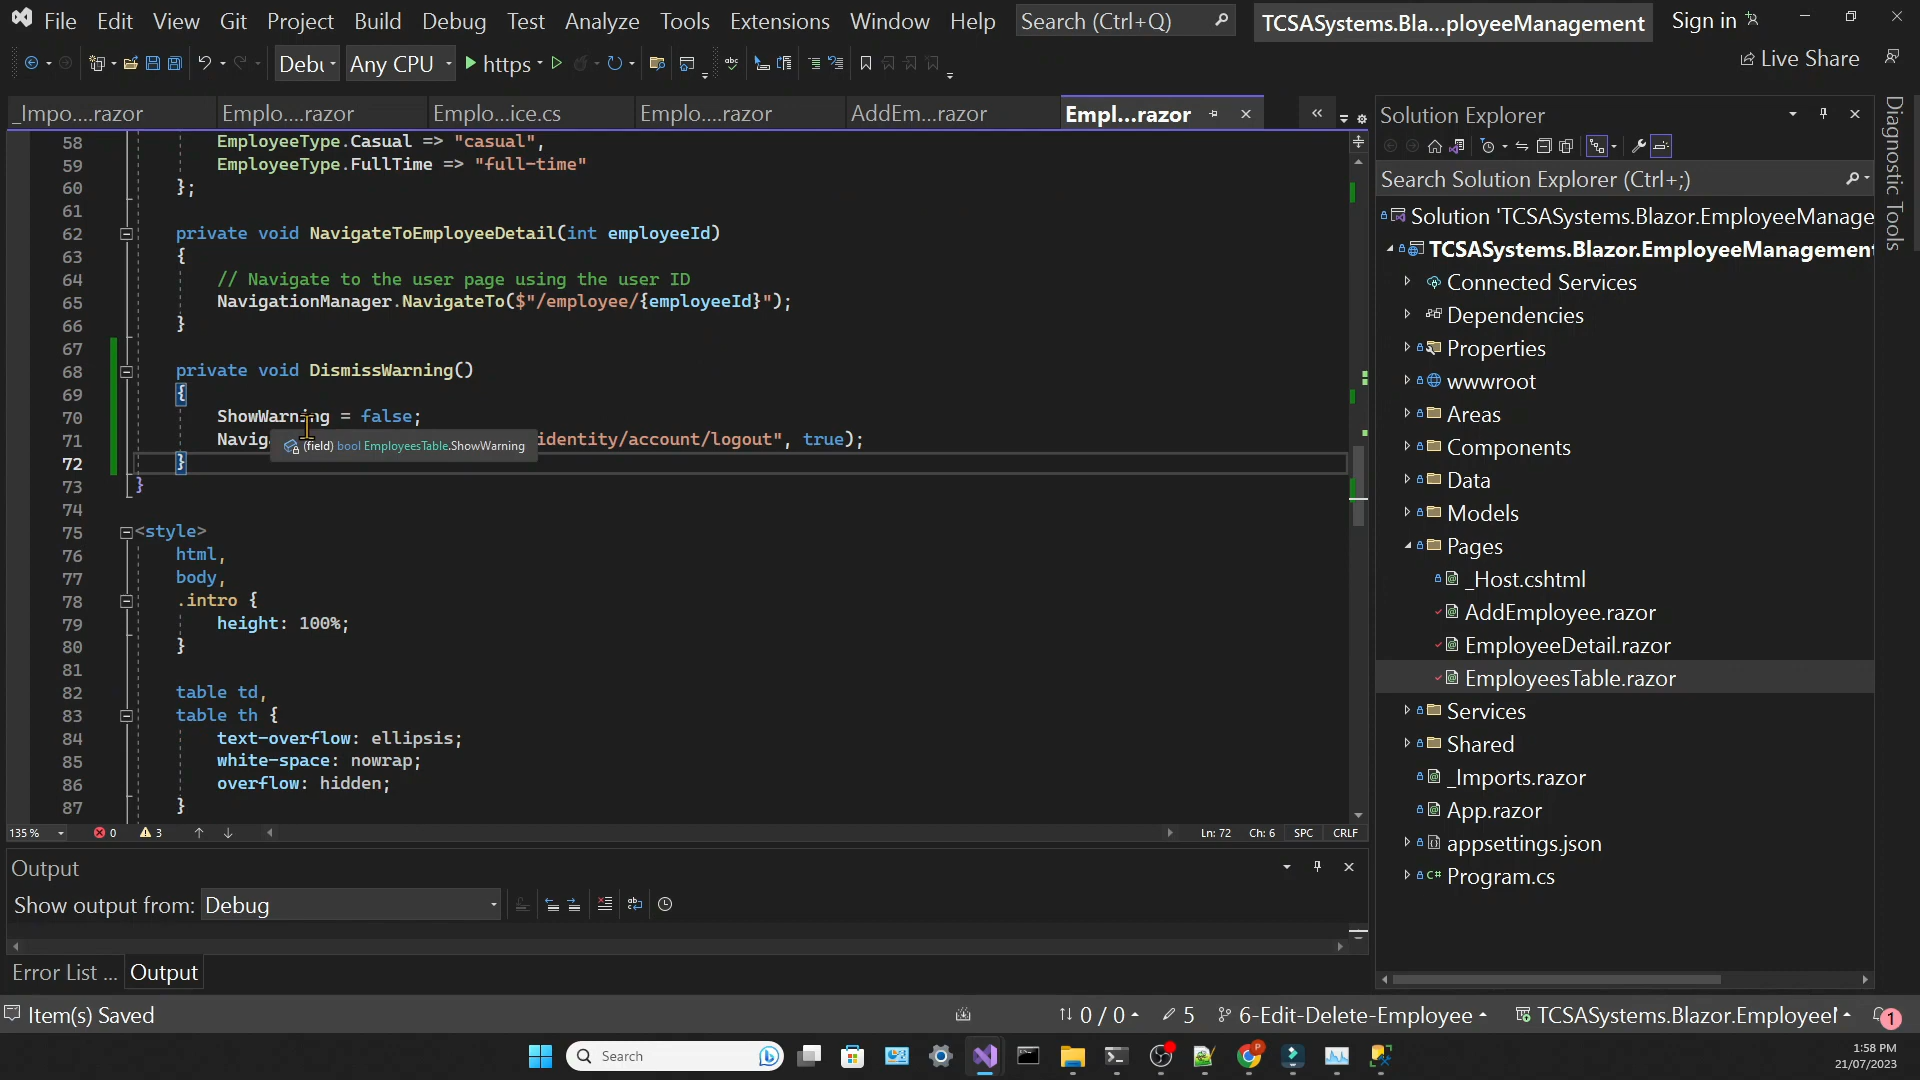 File Edit View Git Project Build Debug Test Analyze Tools Extensions Window Help Search (Ctrl+Q) TCSASystems.Bla...ployeeManagement Sign in
Debu Any CPU https Live Share
_Impo....razor Emplo....razor Emplo...ice.cs Emplo....razor AddEm...razor Empl...razor
58 EmployeeType.Casual => "casual",
59 EmployeeType.FullTime => "full-time"
60 };
61
62 private void NavigateToEmployeeDetail(int employeeId)
63 {
64 // Navigate to the user page using the user ID
65 NavigationManager.NavigateTo($"/employee/{employeeId}");
66 }
67
68 private void DismissWarning()
69 {
70 ShowWarning = false;
71 Navig identity/account/logout", true);
(field) bool EmployeesTable.ShowWarning
72 }
73 }
74
75 <style>
76 html,
77 body,
78 .intro {
79 height: 100%;
80 }
81
82 table td,
83 table th {
84 text-overflow: ellipsis;
85 white-space: nowrap;
86 overflow: hidden;
87 }
135 % 0 3 Ln: 72 Ch: 6 SPC CRLF
Output
Show output from: Debug
Error List ... Output
Solution Explorer
Search Solution Explorer (Ctrl+;)
Solution 'TCSASystems.Blazor.EmployeeManage
TCSASystems.Blazor.EmployeeManagement
Connected Services
Dependencies
Properties
wwwroot
Areas
Components
Data
Models
Pages
_Host.cshtml
AddEmployee.razor
EmployeeDetail.razor
EmployeesTable.razor
Services
Shared
_Imports.razor
App.razor
appsettings.json
Program.cs
Diagnostic Tools
Item(s) Saved 0 / 0 5 6-Edit-Delete-Employee TCSASystems.Blazor.Employee 1
Search
1:58 PM
21/07/2023